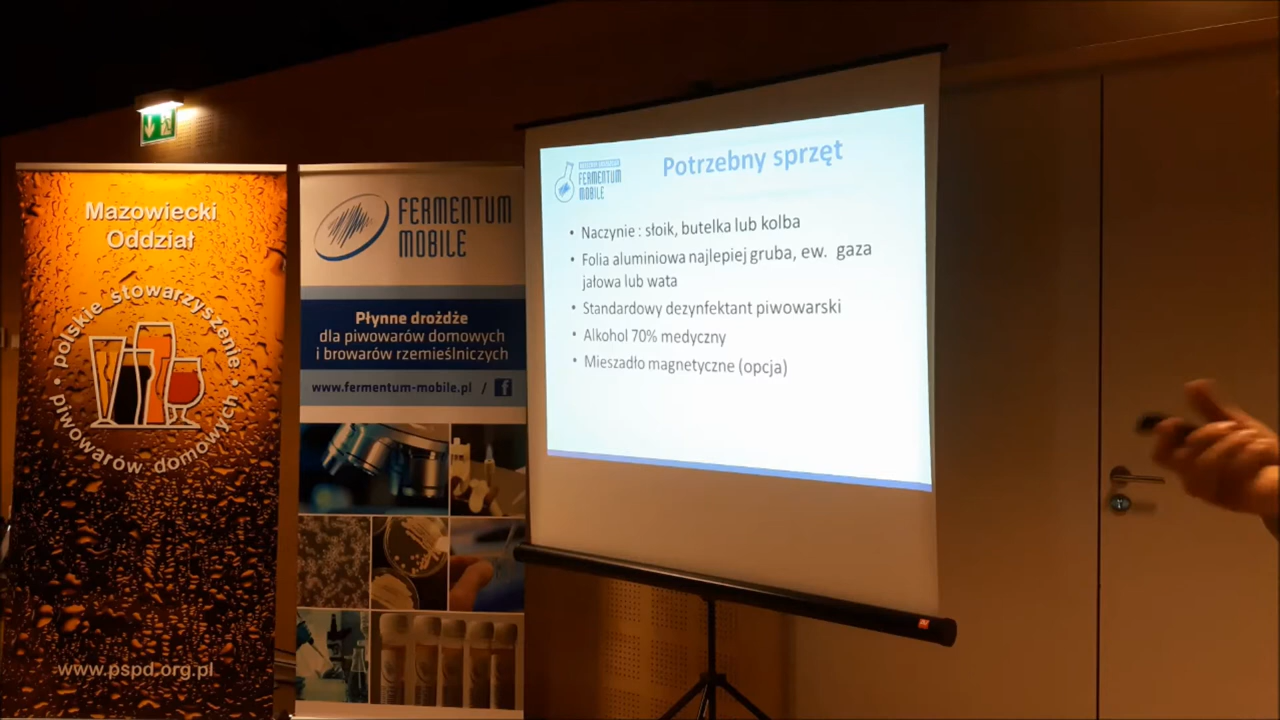 Mazowiecki
Oddział
polskie stowarzyszenie
piwowarów domowych
www.pspd.org.pl
FERMENTUM
MOBILE
Płynne drożdże
dla piwowarów domowych
i browarów rzemieślniczych
www.fermentum-mobile.pl / f
FERMENTUM
MOBILE
Potrzebny sprzęt
• Naczynie : słoik, butelka lub kolba
• Folia aluminiowa najlepiej gruba, ew. gaza
jałowa lub wata
• Standardowy dezynfektant piwowarski
• Alkohol 70% medyczny
• Mieszadło magnetyczne (opcja)